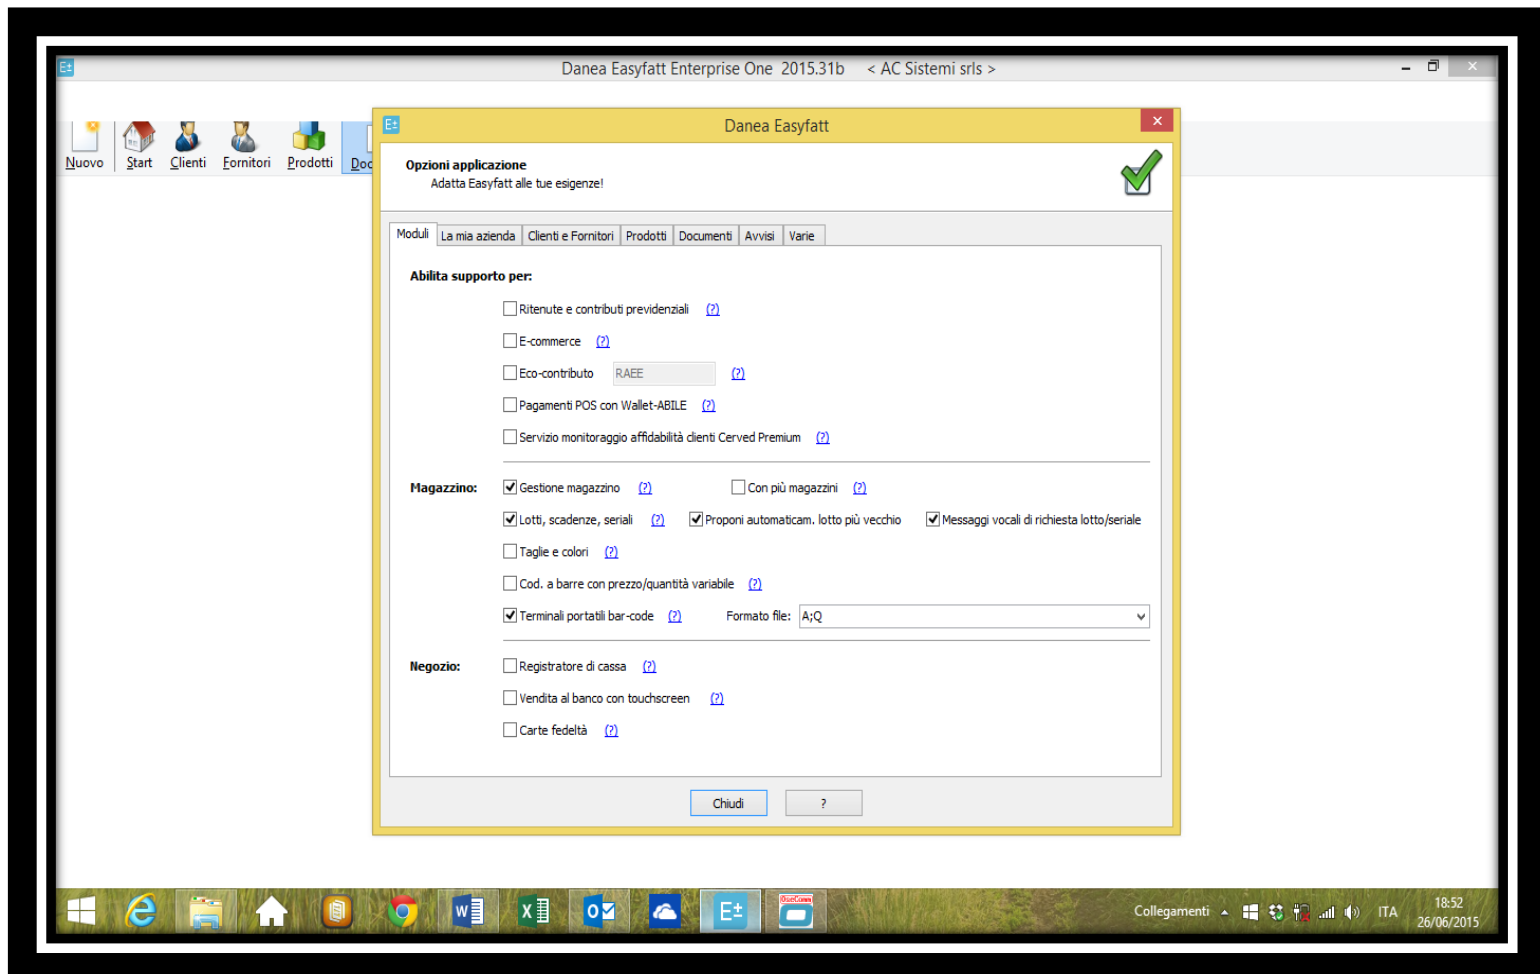 E±
Danea Easyfatt Enterprise One 2015.31b < AC Sistemi srls >
Nuovo Start Clienti Fornitori Prodotti Doc
E± Danea Easyfatt
Opzioni applicazione
Adatta Easyfatt alle tue esigenze!
Moduli La mia azienda Clienti e Fornitori Prodotti Documenti Avvisi Varie
Abilita supporto per:
Ritenute e contributi previdenziali (?)
E-commerce (?)
Eco-contributo RAEE (?)
Pagamenti POS con Wallet-ABILE (?)
Servizio monitoraggio affidabilità clienti Cerved Premium (?)
Magazzino: Gestione magazzino (?) Con più magazzini (?)
Lotti, scadenze, seriali (?) Proponi automaticam. lotto più vecchio Messaggi vocali di richiesta lotto/seriale
Taglie e colori (?)
Cod. a barre con prezzo/quantità variabile (?)
Terminali portatili bar-code (?) Formato file: A;Q
Negozio: Registratore di cassa (?)
Vendita al banco con touchscreen (?)
Carte fedeltà (?)
Chiudi ?
E±
Collegamenti ITA 18:52
26/06/2015